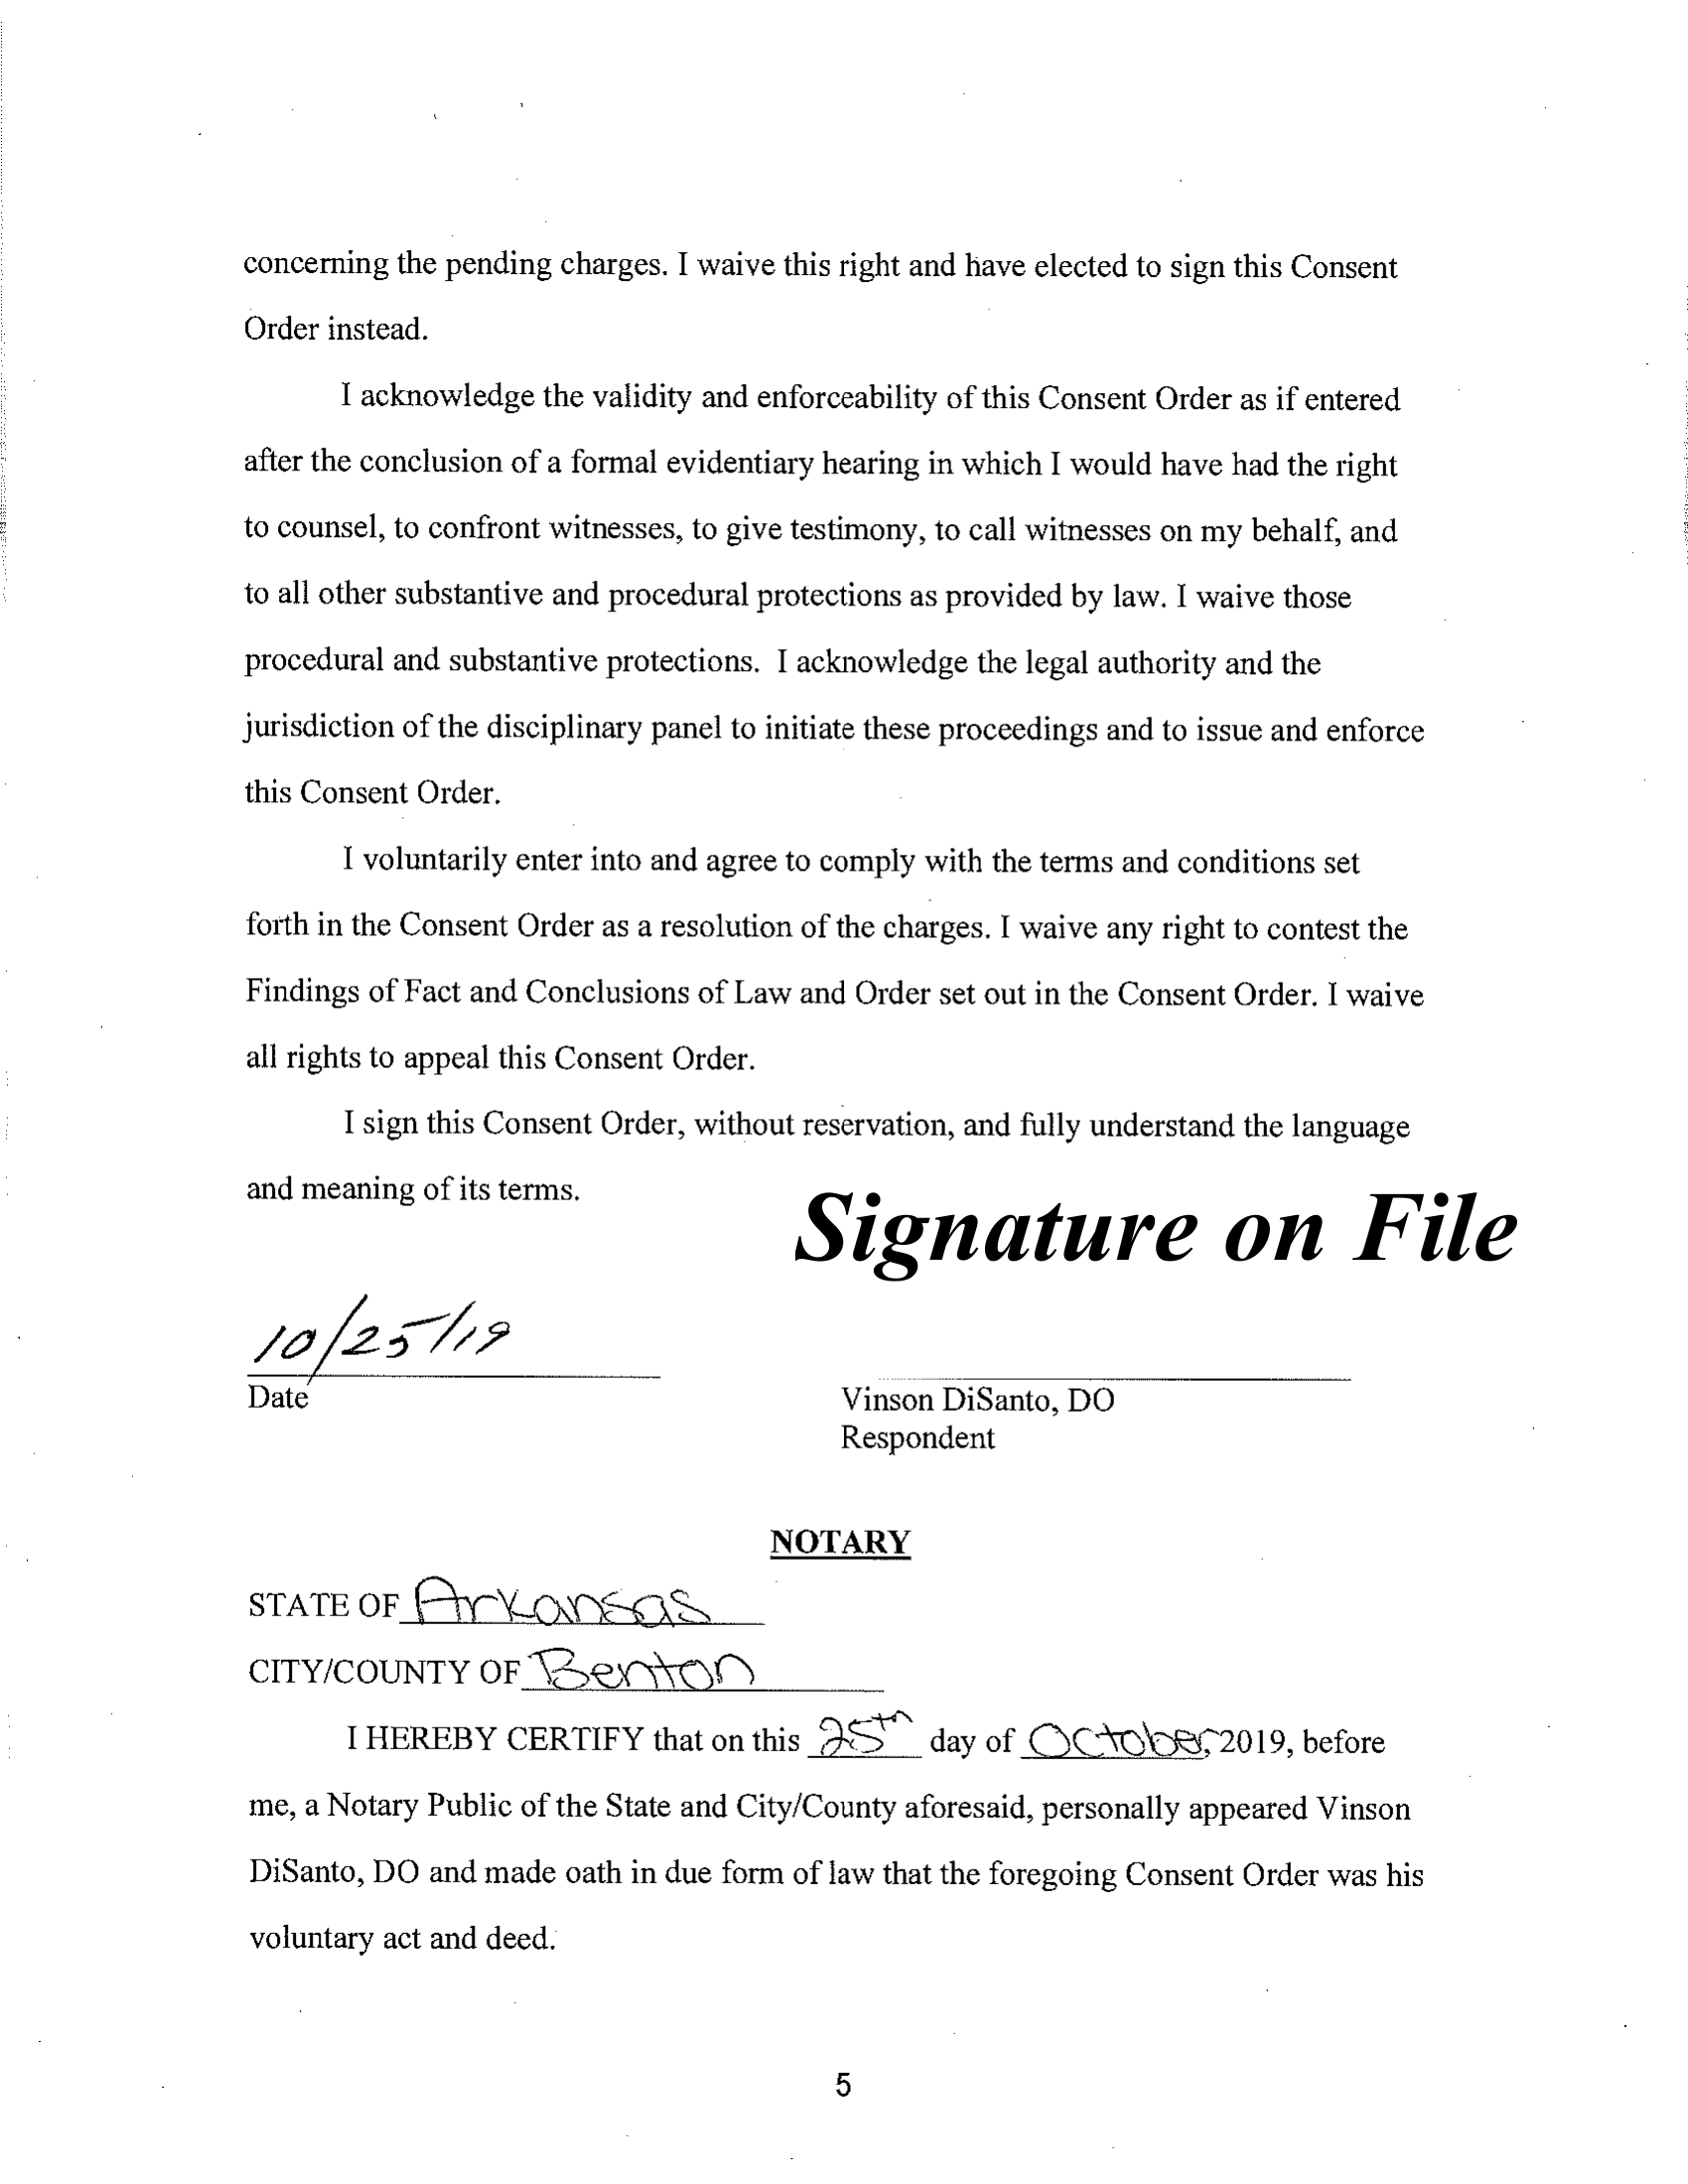 concerning the pending charges. I waive this right and have elected to sign this Consent
Order instead.
I acknowledge the validity and enforceability of this Consent Order as if entered
after the conclusion of a formal evidentiary hearing in which I would have had the right
to counsel, to confront witnesses, to give testimony, to call witnesses on my behalf, and
to all other substantive and procedural protections as provided by law. I waive those
procedural and substantive protections. I acknowledge the legal authority and the
jurisdiction of the disciplinary panel to initiate these proceedings and to issue and enforce
this Consent Order.
I voluntarily enter into and agree to comply with the terms and conditions set
forth in the Consent Order as a resolution of the charges. I waive any right to contest the
Findings of Fact and Conclusions of Law and Order set out in the Consent Order. I waive
all rights to appeal this Consent Order.
I sign this Consent Order, without reservation, and fully understand the language
and meaning of its terms.
Signature on File
10/25/19
Date
Vinson DiSanto, DO
Respondent
NOTARY
STATE OF Arkansas
CITY/COUNTY OF Benton
I HEREBY CERTIFY that on this 25th day of October, 2019, before
me, a Notary Public of the State and City/County aforesaid, personally appeared Vinson
DiSanto, DO and made oath in due form of law that the foregoing Consent Order was his
voluntary act and deed.
5